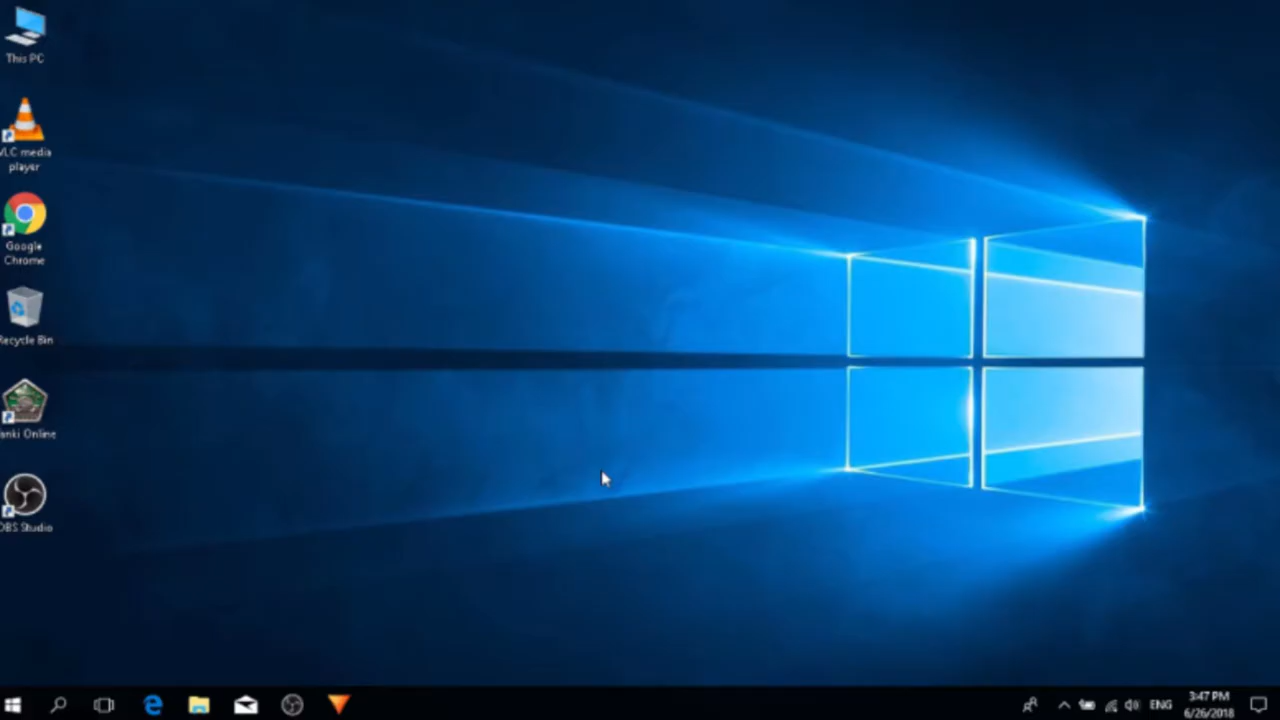 This PC
VLC media
player
Google
Chrome
Recycle Bin
anki Online
OBS Studio
ENG
3:47 PM
6/26/2018